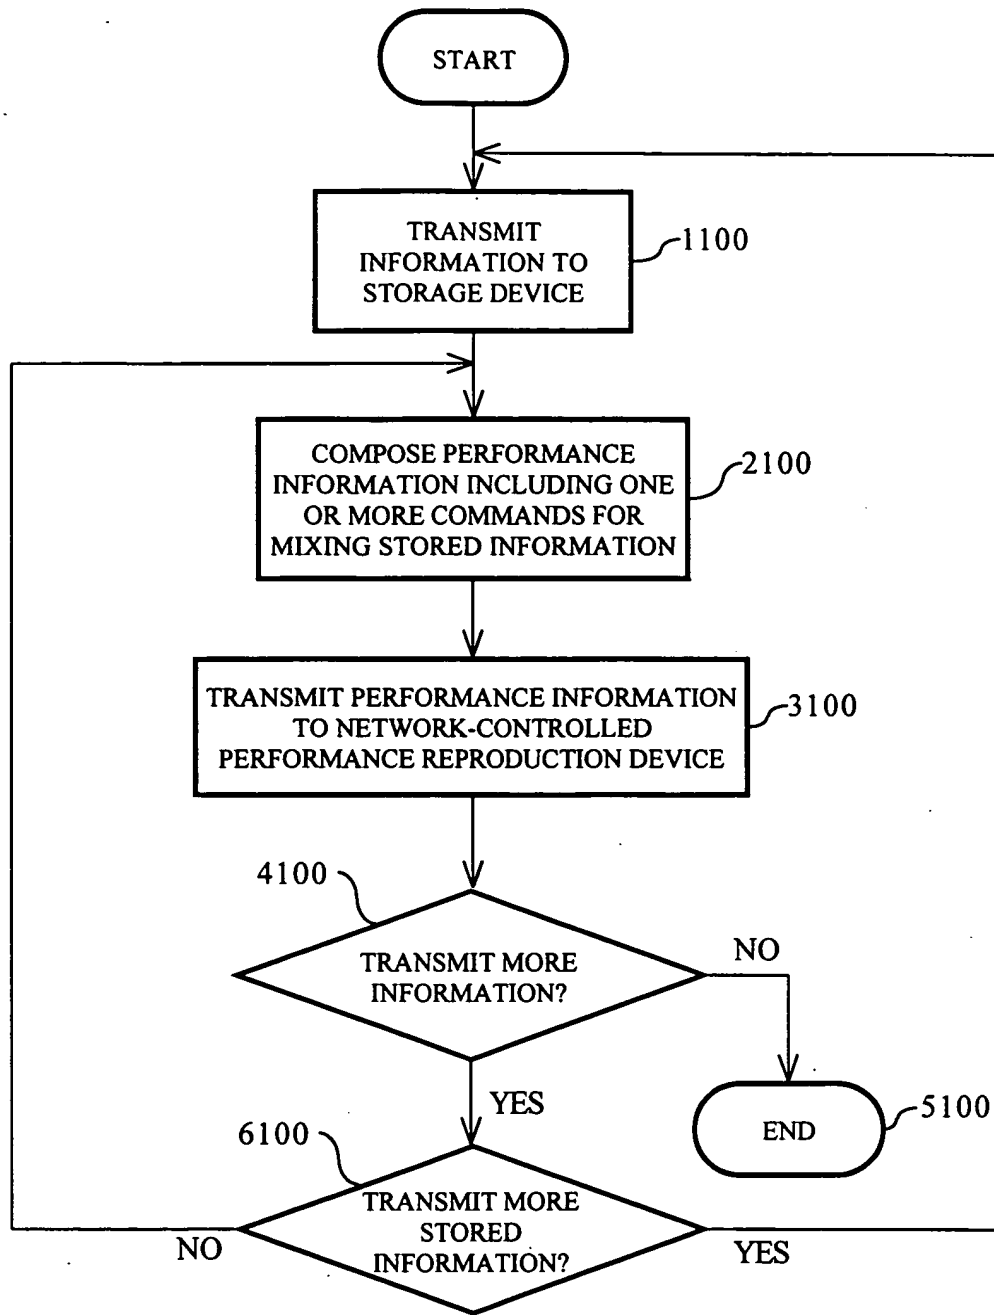 START
TRANSMIT
INFORMATION TO
STORAGE DEVICE
1100
COMPOSE PERFORMANCE
INFORMATION INCLUDING ONE
OR MORE COMMANDS FOR
MIXING STORED INFORMATION
2100
TRANSMIT PERFORMANCE INFORMATION
TO NETWORK-CONTROLLED
PERFORMANCE REPRODUCTION DEVICE
3100
4100
TRANSMIT MORE
INFORMATION?
NO
YES
END
5100
6100
TRANSMIT MORE
STORED
INFORMATION?
NO
YES